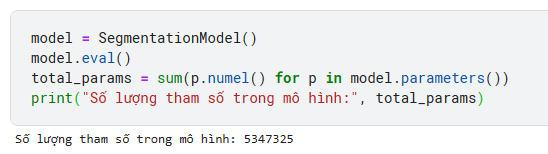 model = SegmentationModel()
model.eval()
total_params = sum(p.numel() for p in model.parameters())
print("Số lượng tham số trong mô hình:", total_params)
Số lượng tham số trong mô hình: 5347325